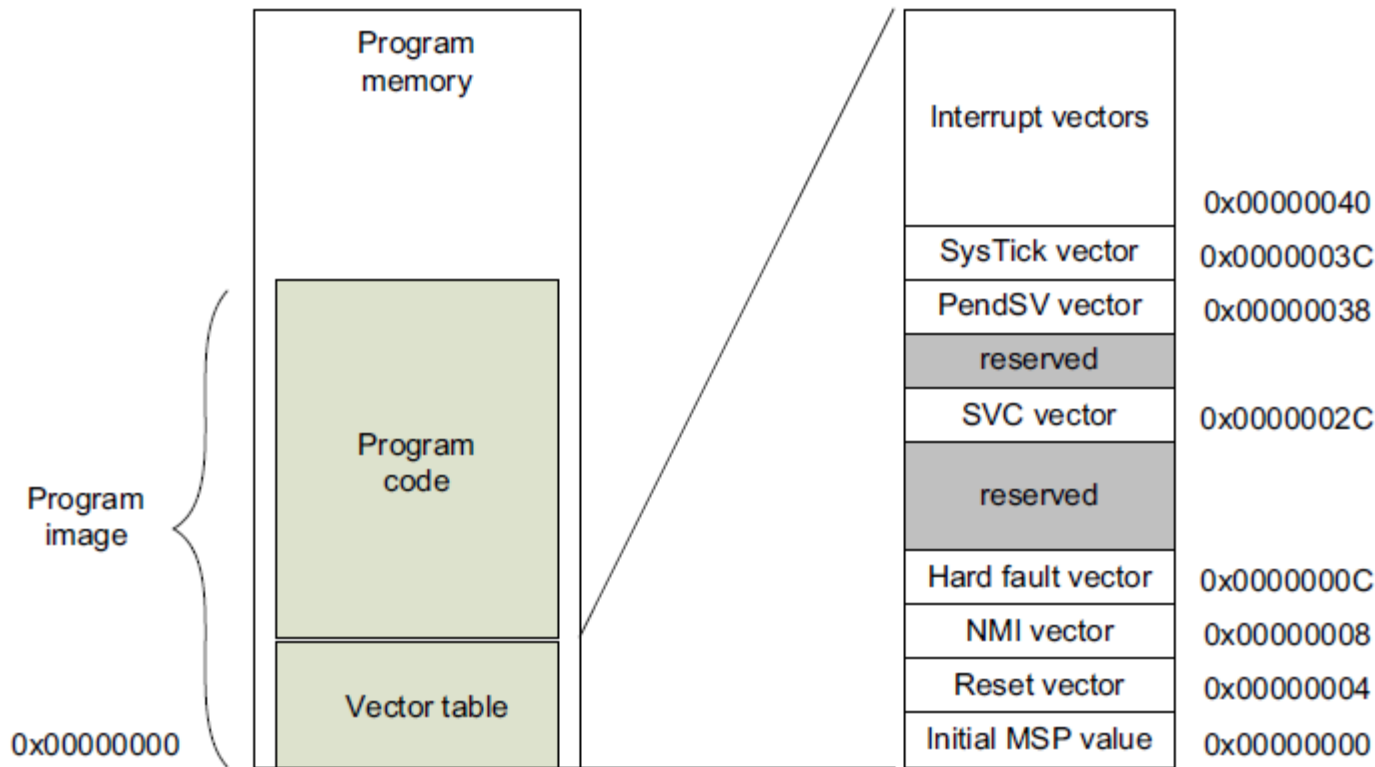 Program
memory
Program
code
Program
image
Vector table
0x00000000
Interrupt vectors
0x00000040
SysTick vector
0x0000003C
PendSV vector
0x00000038
reserved
SVC vector
0x0000002C
reserved
Hard fault vector
0x0000000C
NMI vector
0x00000008
Reset vector
0x00000004
Initial MSP value
0x00000000